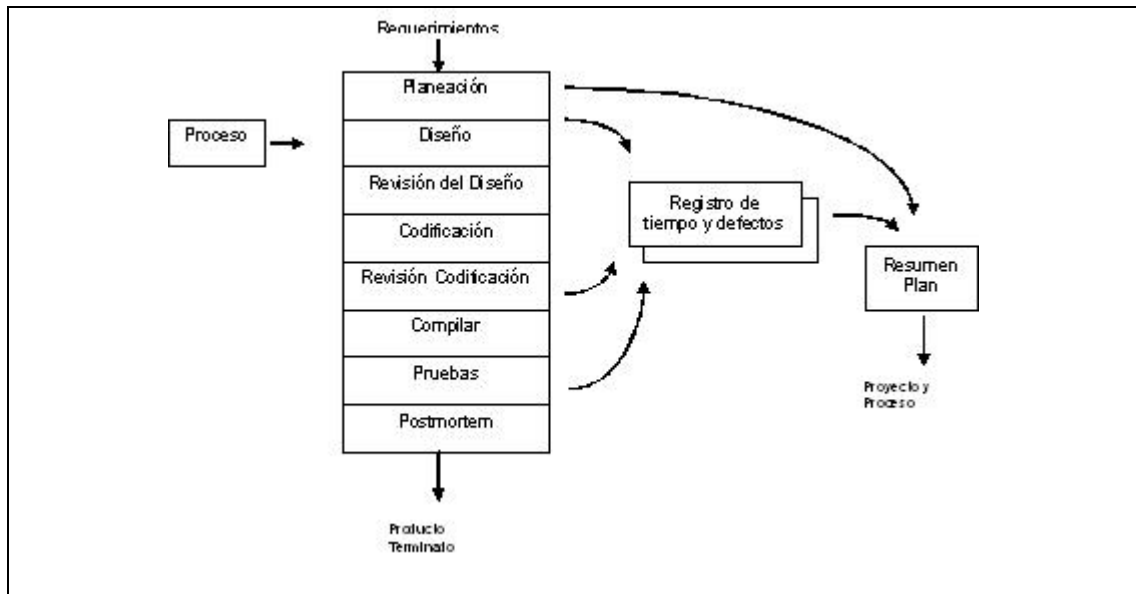 Requerimientos
Planeación
Proceso
Diseño
Revisión del Diseño
Registro de
tiempo y defectos
Codificación
Revisión Codificación
Resumen
Plan
Compilar
Pruebas
Proyecto y
Proceso
Postmortem
Producto
Terminado